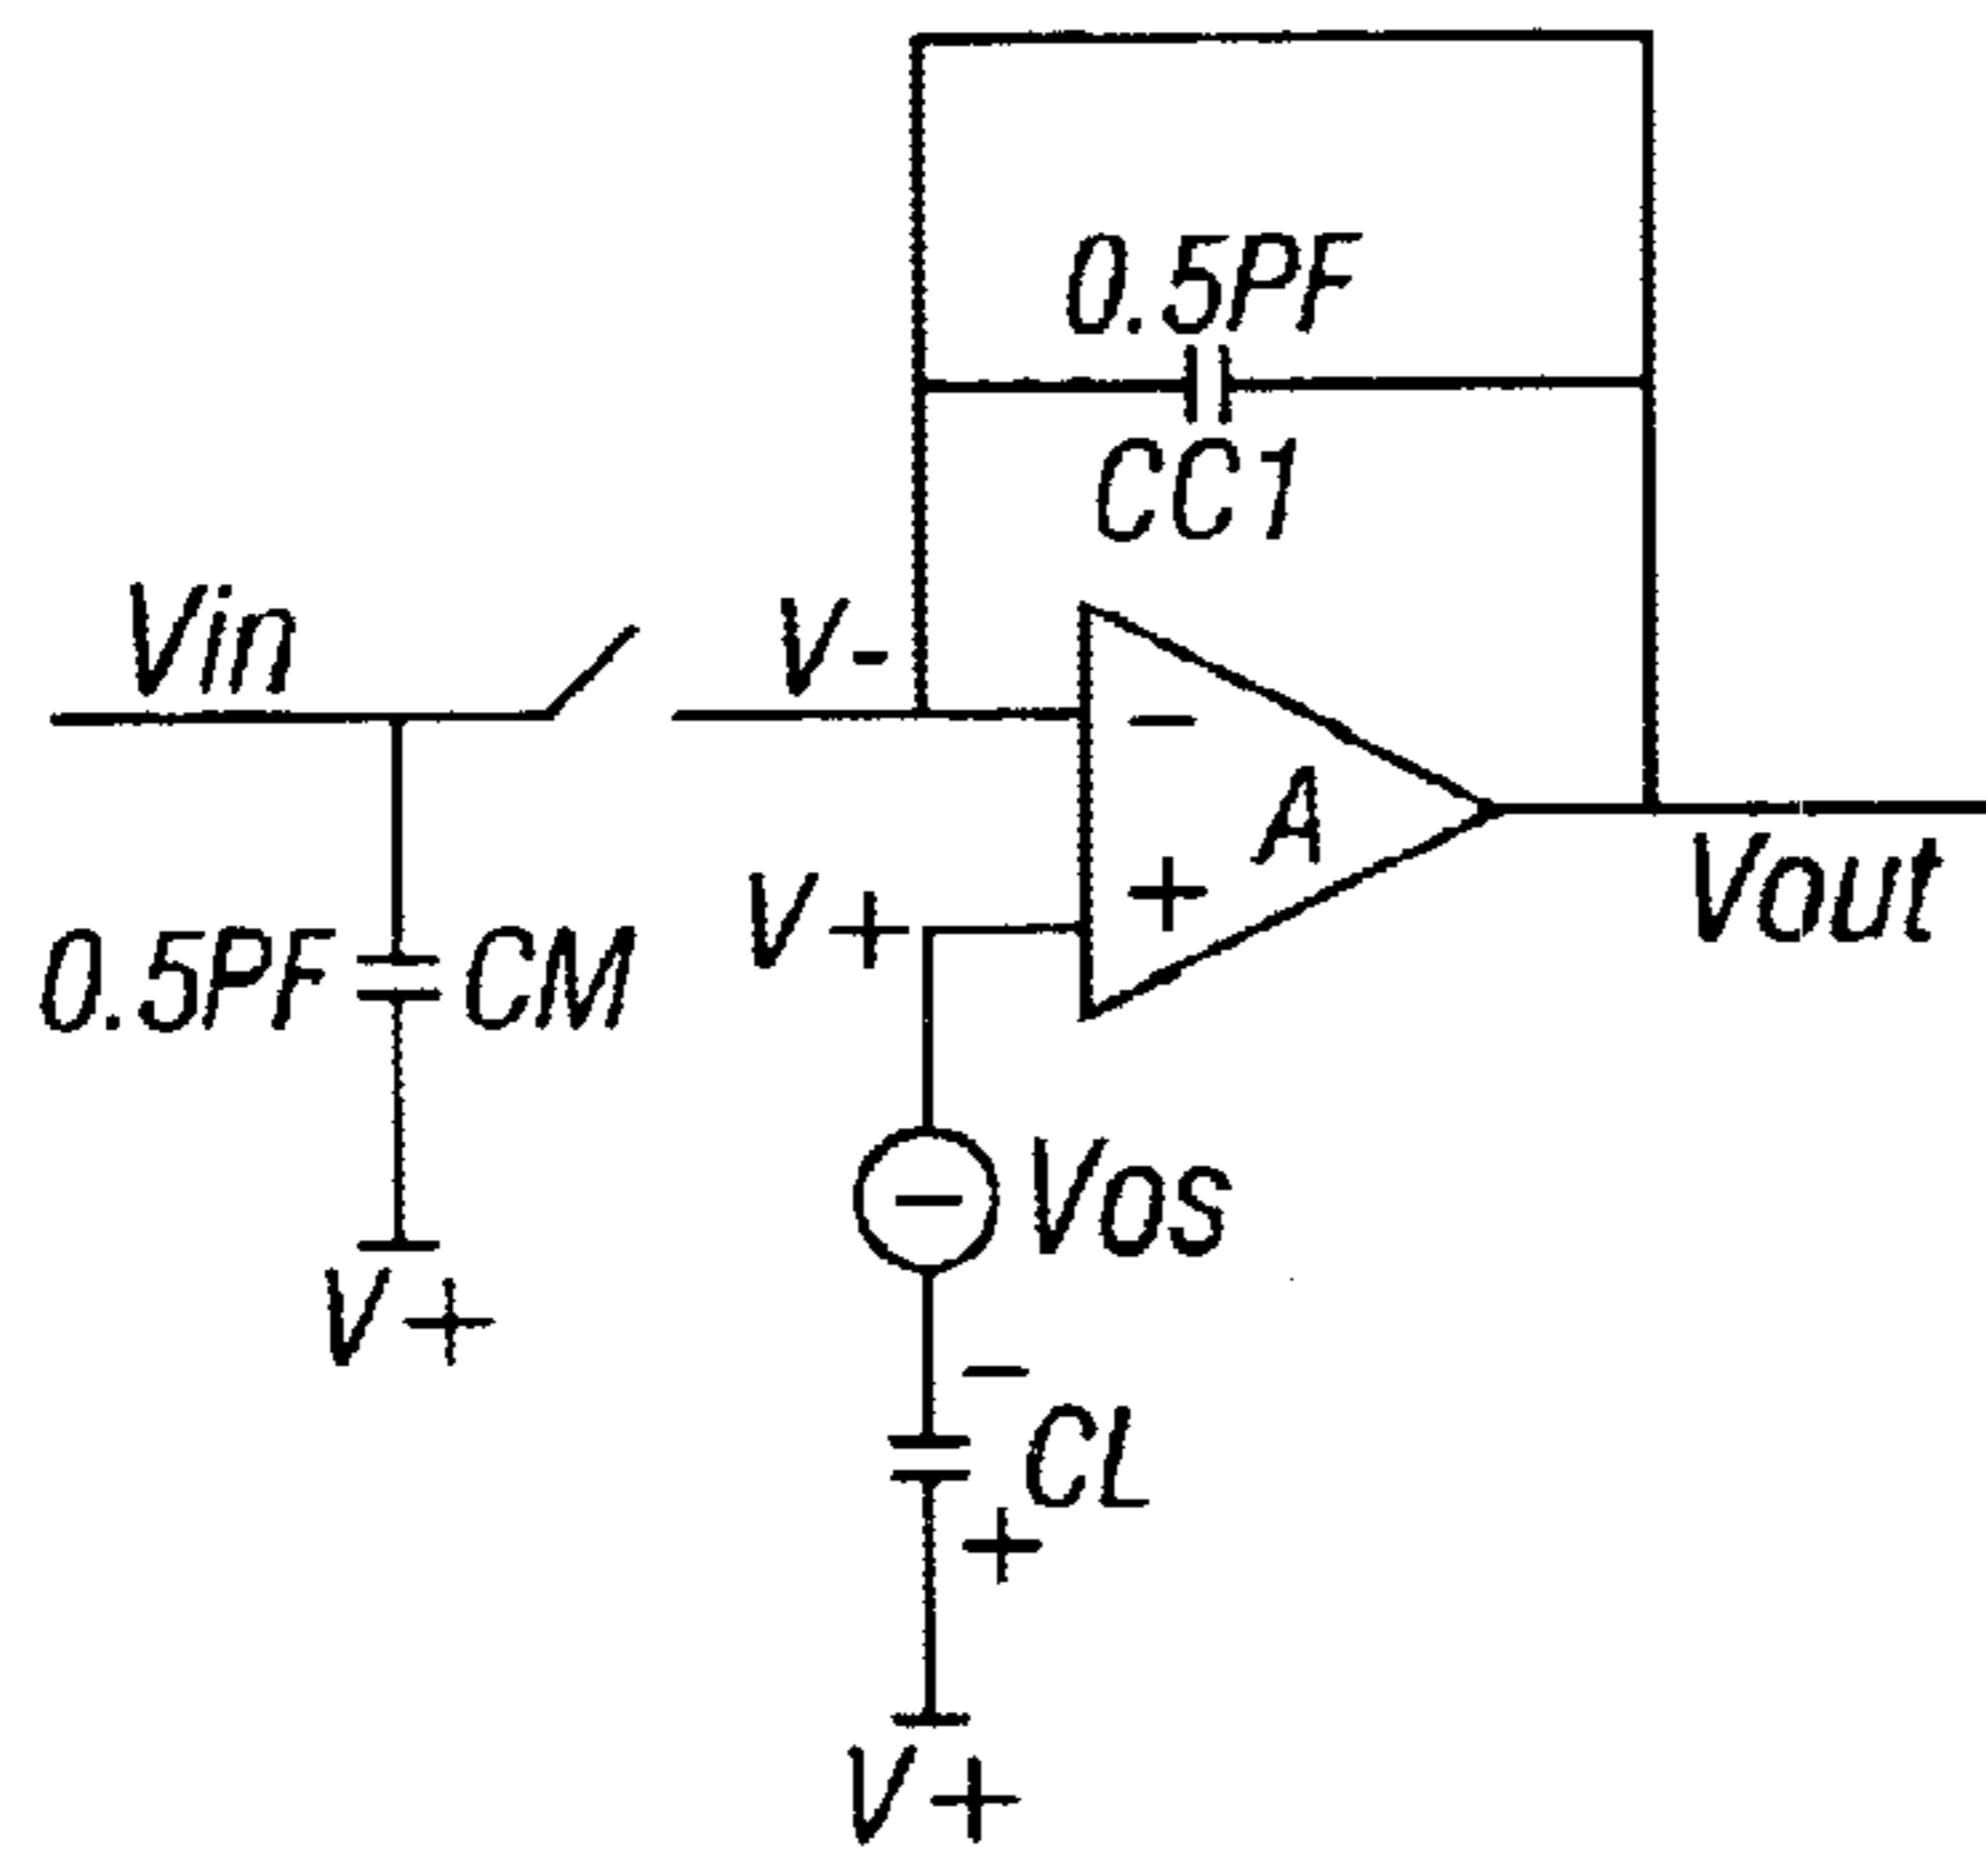 0.5PF
CC1
Vin
V-
-
A
+
V+
Vout
0.5PF CM
V+
- Vos
-
CL
+
V+